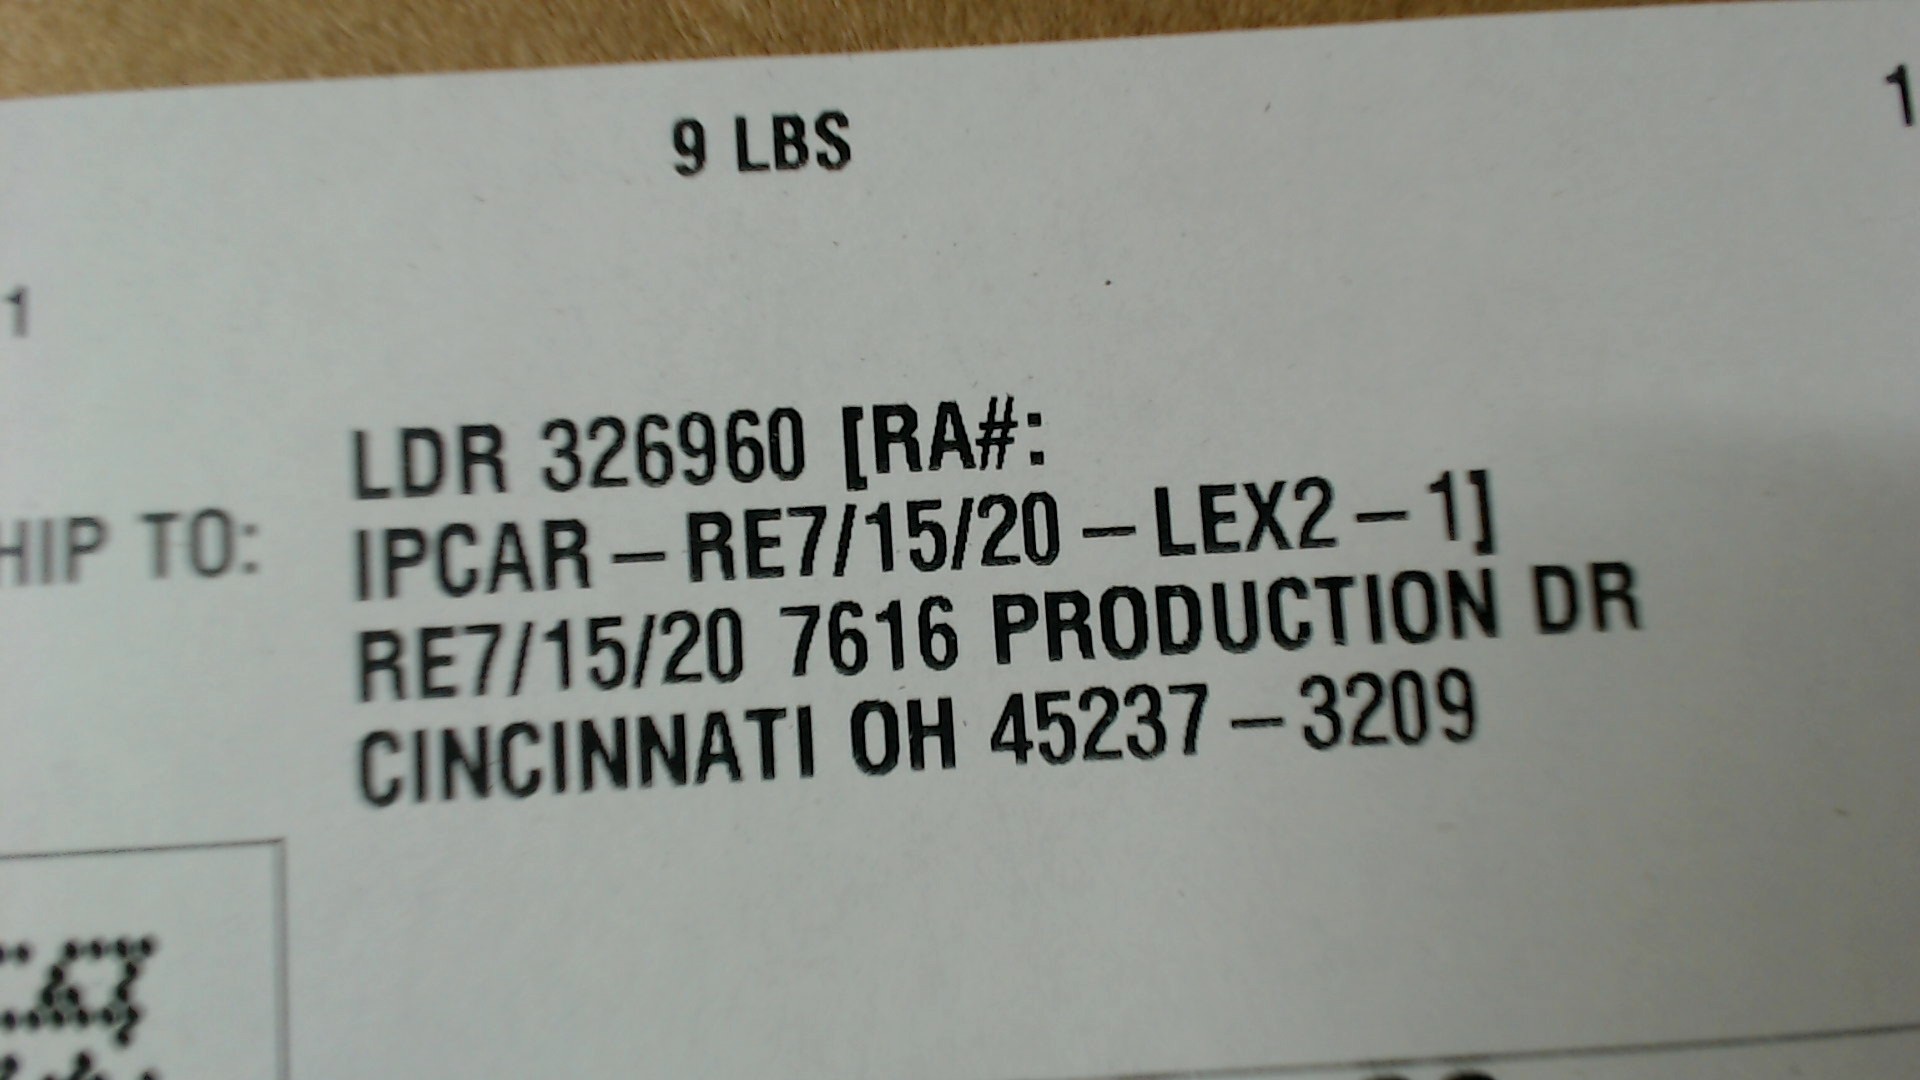 9 LBS
1
1
LDR 326960 [RA#:
HIP TO:
IPCAR–RE7/15/20–LEX2–1]
RE7/15/20 7616 PRODUCTION DR
CINCINNATI OH 45237–3209